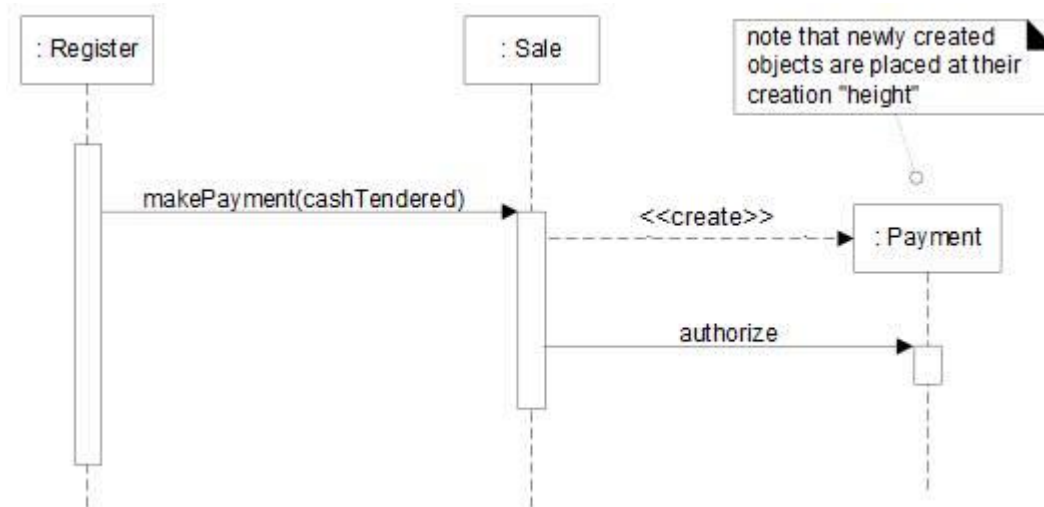 : Register
: Sale
note that newly created
objects are placed at their
creation "height"
makePayment(cashTendered)
<<create>>
: Payment
authorize